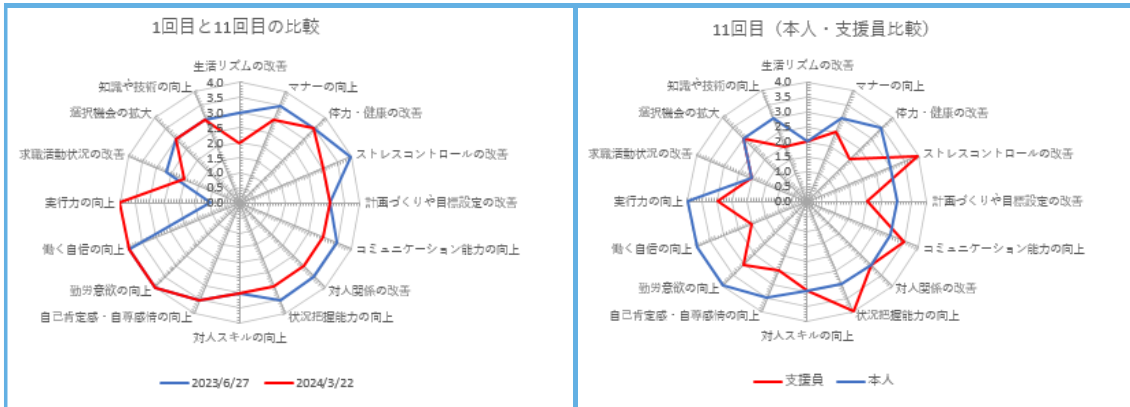 1回目と11回目の比較
生活リズムの改善
マナーの向上
体力・健康の改善
ストレスコントロールの改善
計画づくりや目標設定の改善
コミュニケーション能力の向上
対人関係の改善
状況把握能力の向上
対人スキルの向上
自己肯定感・自尊感情の向上
勤労意欲の向上
働く自信の向上
実行力の向上
求職活動状況の改善
選択機会の拡大
知識や技術の向上
4.0
3.5
3.0
2.5
2.0
1.5
1.0
0.5
0.0
2023/6/27 2024/3/22
11回目（本人・支援員比較）
生活リズムの改善
マナーの向上
体力・健康の改善
ストレスコントロールの改善
計画づくりや目標設定の改善
コミュニケーション能力の向上
対人関係の改善
状況把握能力の向上
対人スキルの向上
自己肯定感・自尊感情の向上
勤労意欲の向上
働く自信の向上
実行力の向上
求職活動状況の改善
選択機会の拡大
知識や技術の向上
4.0
3.5
3.0
2.5
2.0
1.5
1.0
0.5
0.0
支援員 本人